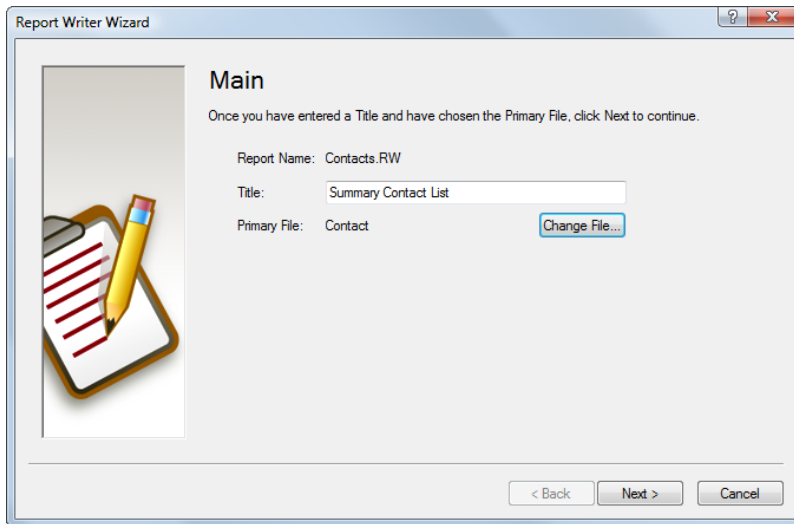 Report Writer Wizard
Main
Once you have entered a Title and have chosen the Primary File, click Next to continue.
Report Name: Contacts.RW
Title: Summary Contact List
Primary File: Contact Change File...
< Back Next > Cancel